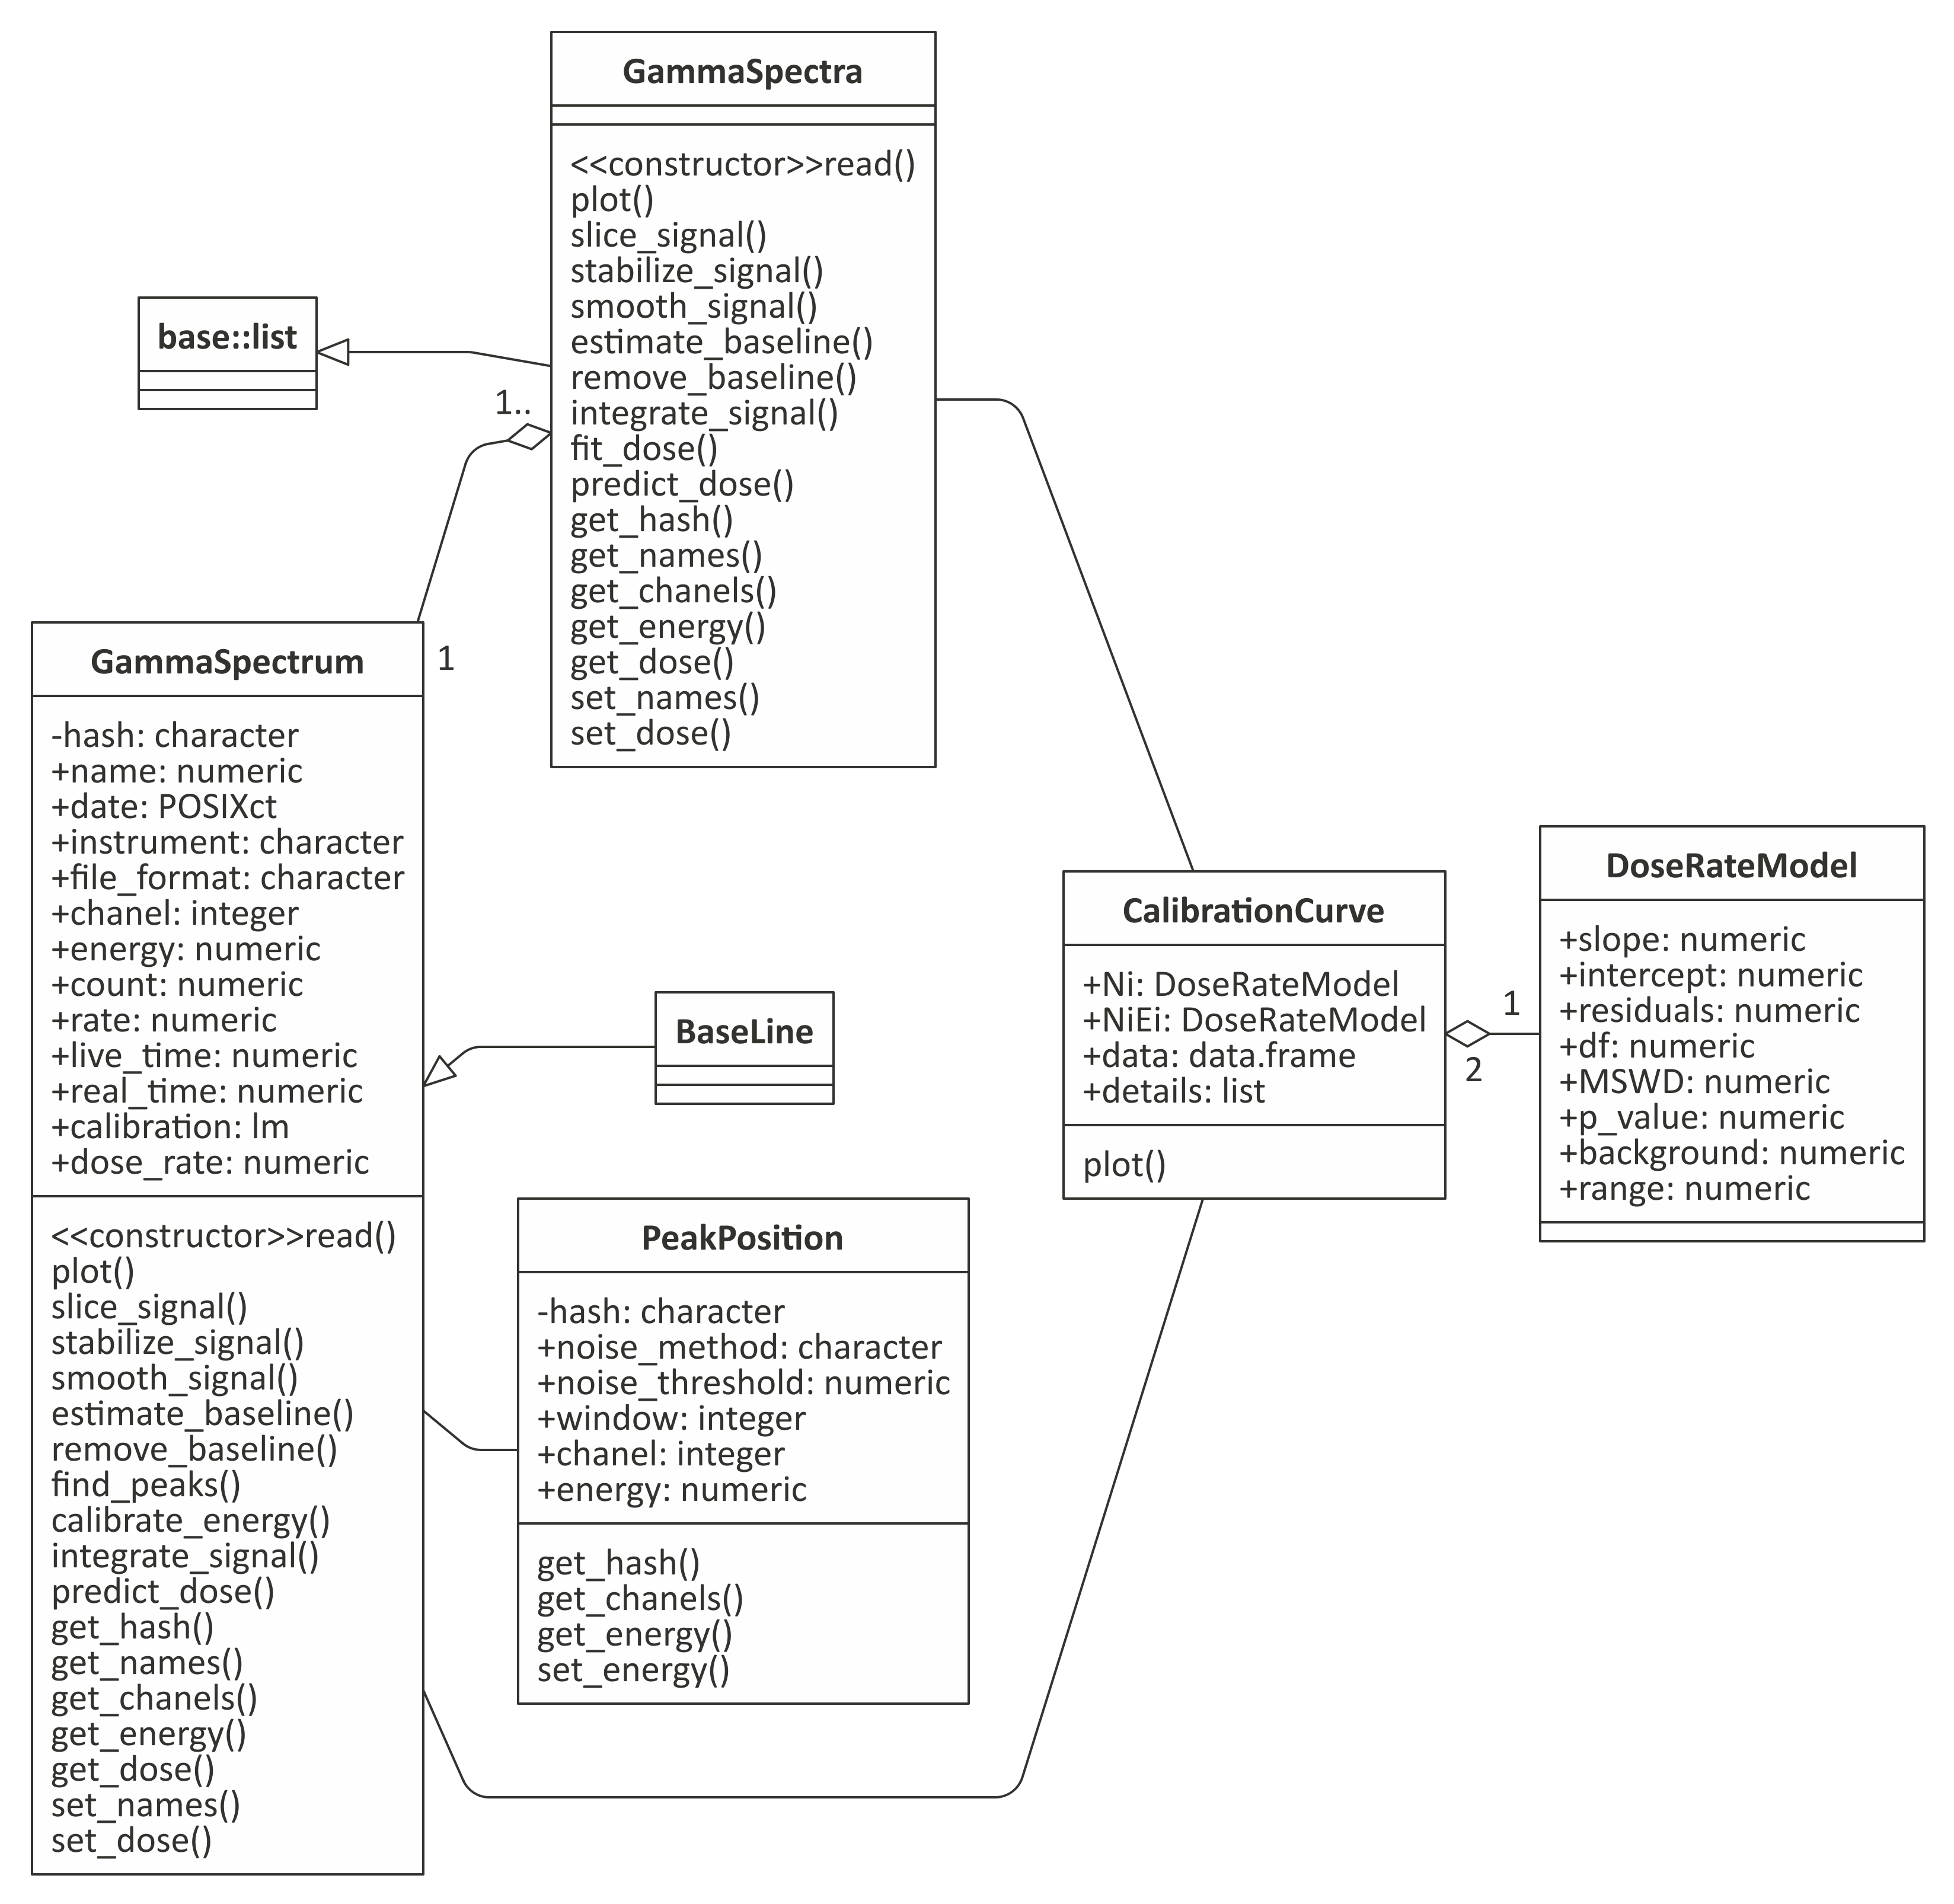 GammaSpectra
<<constructor>>read()
plot()
slice_signal()
stabilize_signal()
smooth_signal()
estimate_baseline()
remove_baseline()
integrate_signal()
fit_dose()
predict_dose()
get_hash()
get_names()
get_chanels()
get_energy()
get_dose()
set_names()
set_dose()
base::list
1..
1
GammaSpectrum
-hash: character
+name: numeric
+date: POSIXct
+instrument: character
+file_format: character
+chanel: integer
+energy: numeric
+count: numeric
+rate: numeric
+live_time: numeric
+real_time: numeric
+calibration: lm
+dose_rate: numeric
<<constructor>>read()
plot()
slice_signal()
stabilize_signal()
smooth_signal()
estimate_baseline()
remove_baseline()
find_peaks()
calibrate_energy()
integrate_signal()
predict_dose()
get_hash()
get_names()
get_chanels()
get_energy()
get_dose()
set_names()
set_dose()
BaseLine
PeakPosition
-hash: character
+noise_method: character
+noise_threshold: numeric
+window: integer
+chanel: integer
+energy: numeric
get_hash()
get_chanels()
get_energy()
set_energy()
CalibrationCurve
+Ni: DoseRateModel
+NiEi: DoseRateModel
+data: data.frame
+details: list
plot()
1
2
DoseRateModel
+slope: numeric
+intercept: numeric
+residuals: numeric
+df: numeric
+MSWD: numeric
+p_value: numeric
+background: numeric
+range: numeric